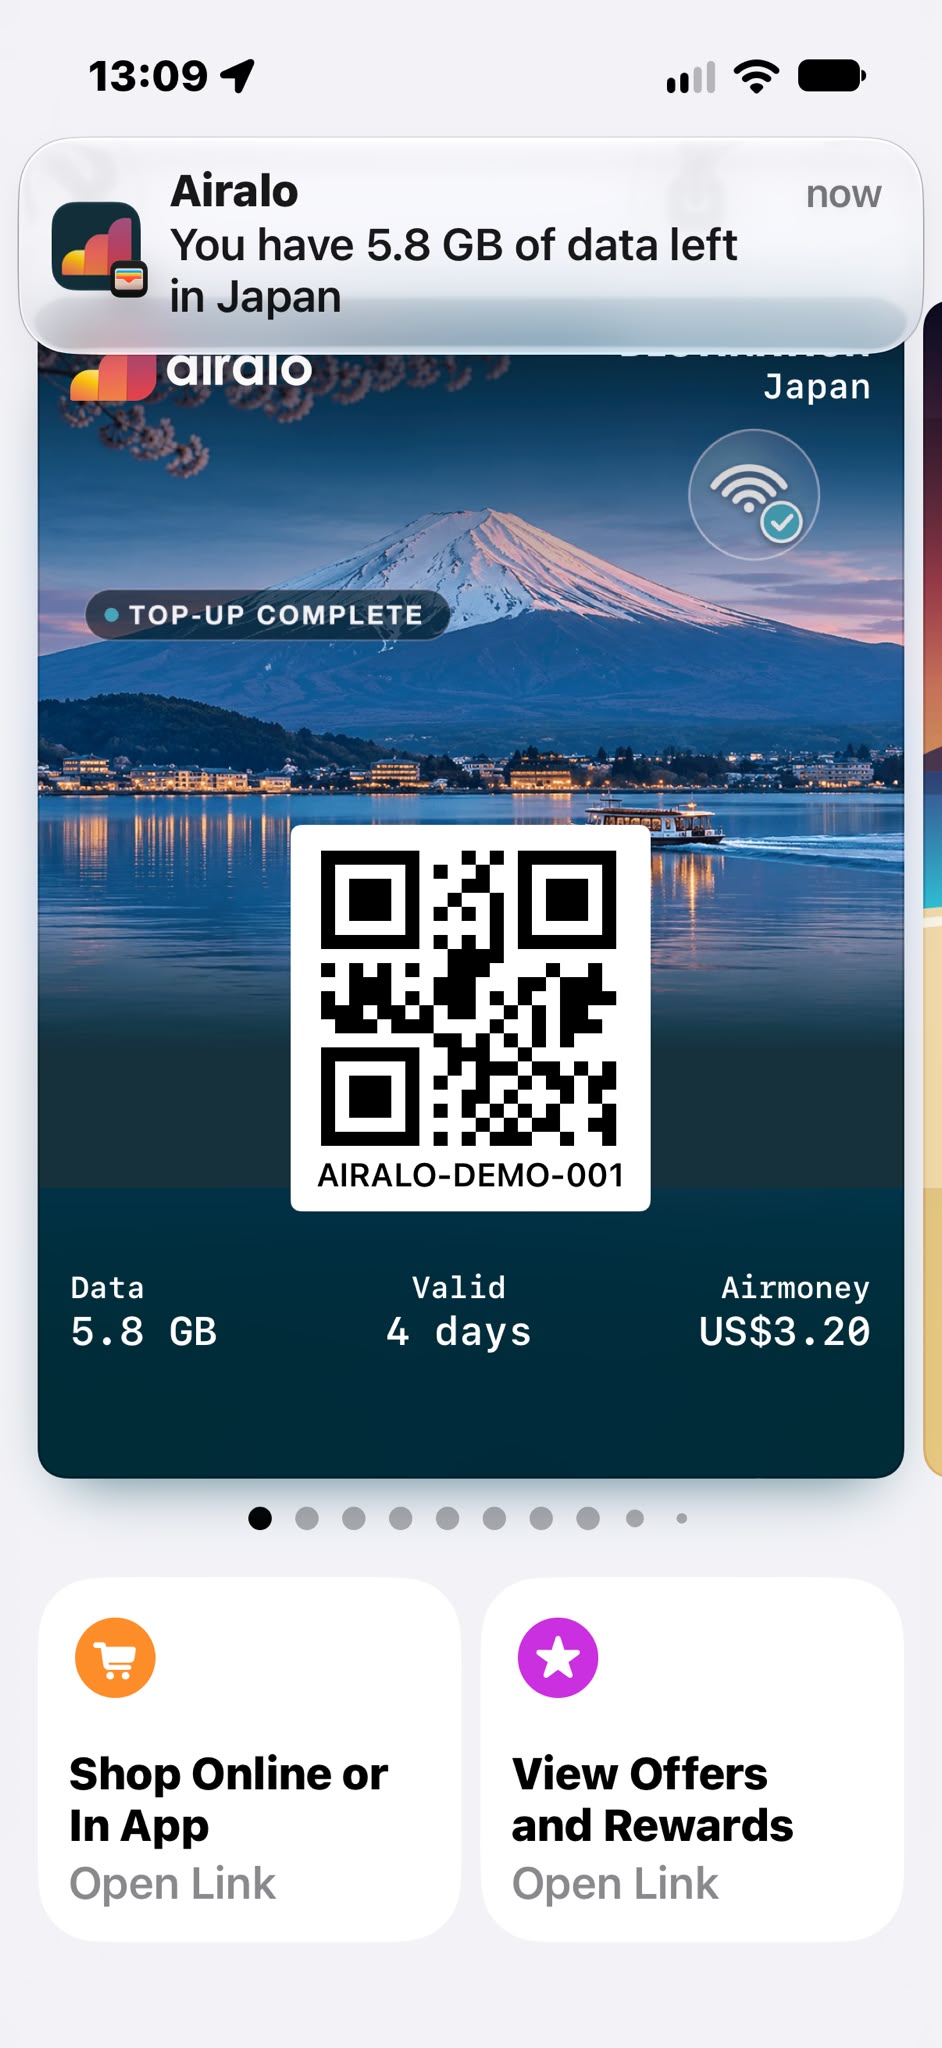 13:09
Airalo
now
You have 5.8 GB of data left
in Japan
airalo
Japan
TOP-UP COMPLETE
AIRALO-DEMO-001
Data
Valid
Airmoney
5.8 GB
4 days
US$3.20
Shop Online or
In App
Open Link
View Offers
and Rewards
Open Link